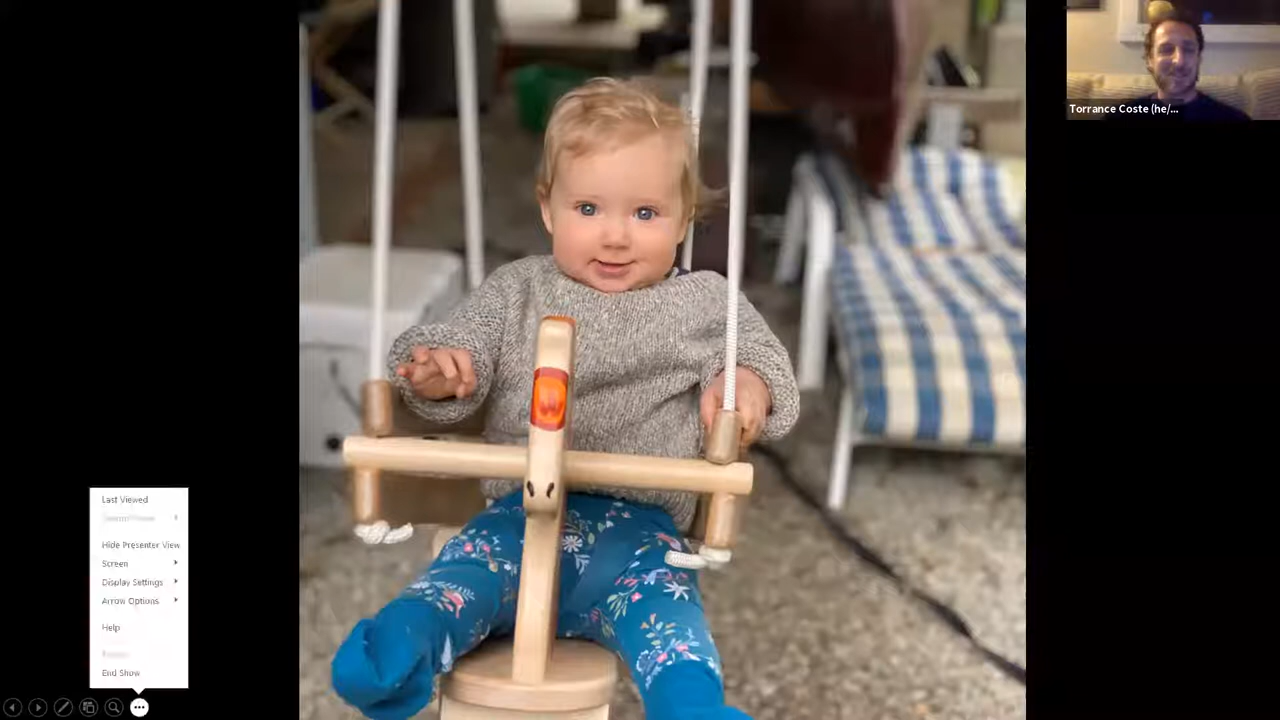 Torrance Coste (he/...
Last Viewed
Hide Presenter View
Screen
Display Settings
Arrow Options
Help
End Show